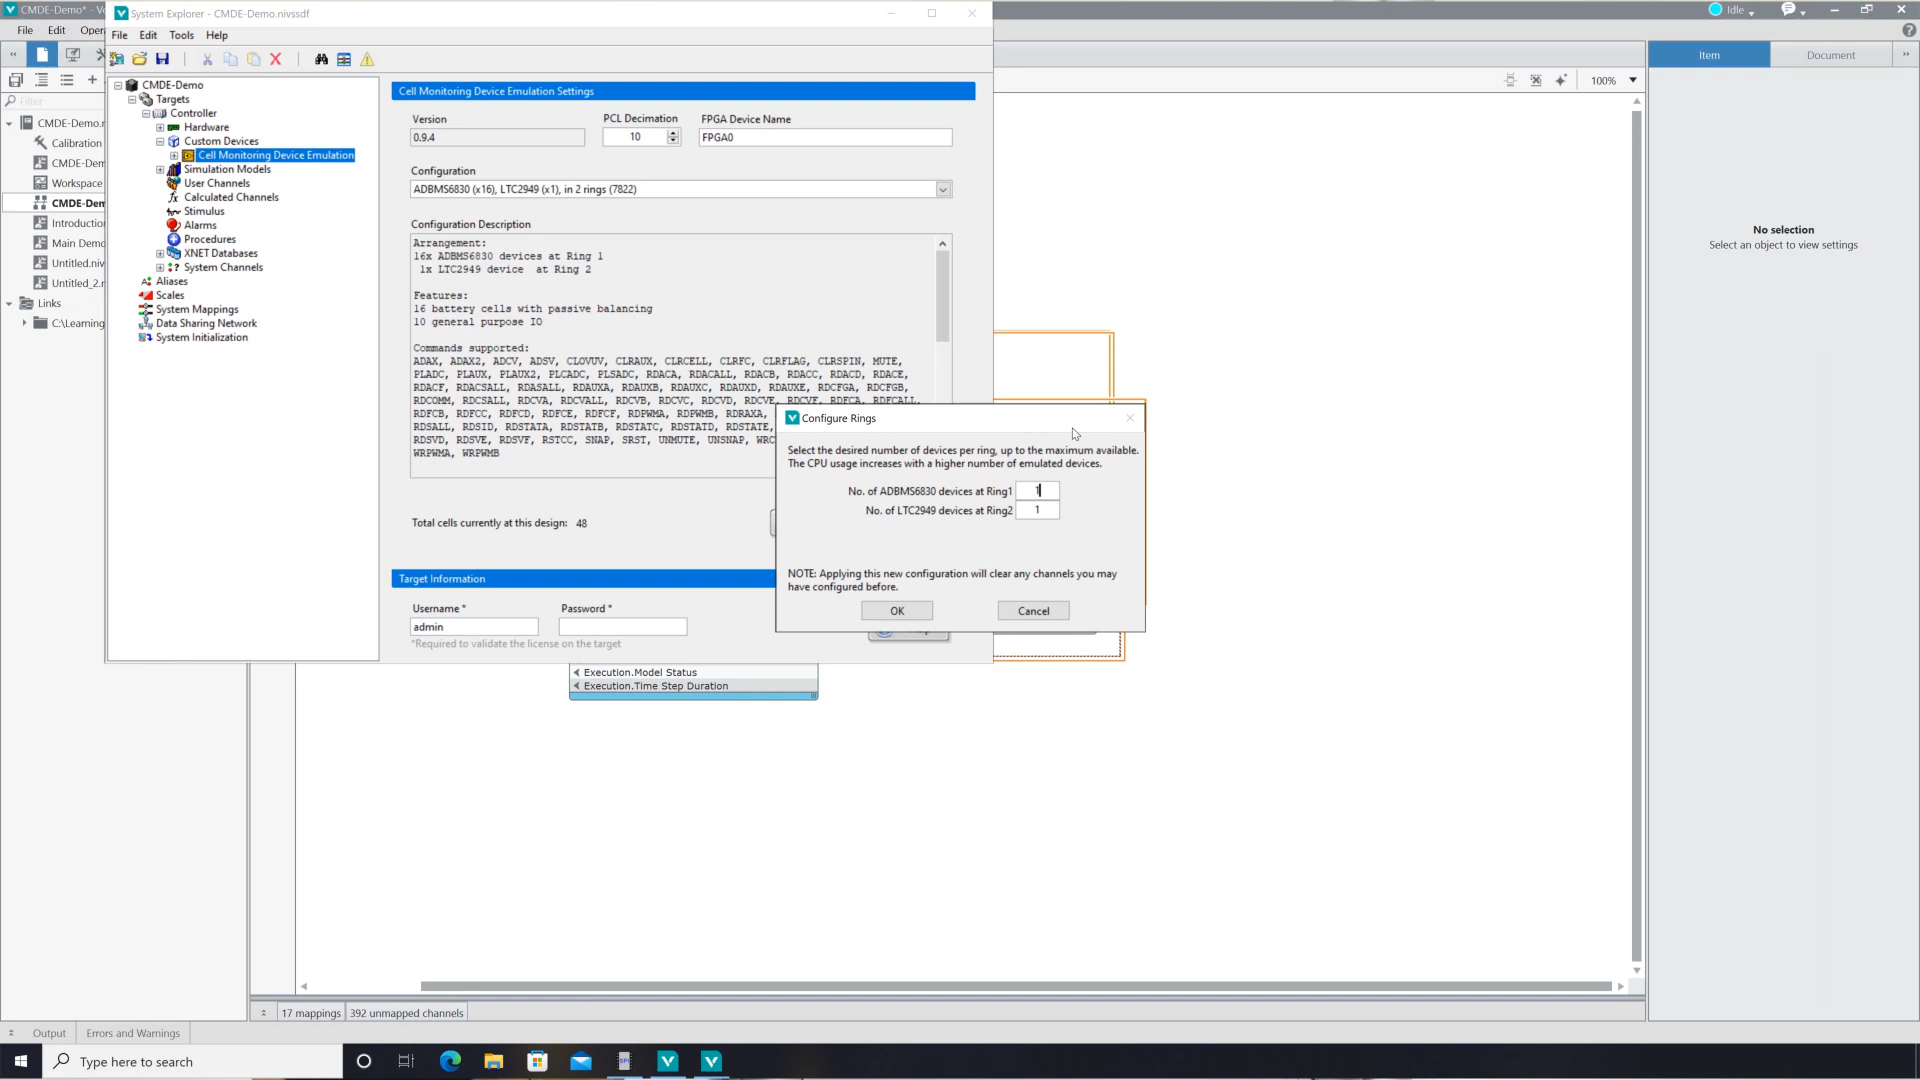 CMDE-Demo* - Ve
Idle
File Edit Oper
System Explorer - CMDE-Demo.nivssdf
File Edit Tools Help
Item Document
100%
Filter
CMDE-Demo.n
Calibration
CMDE-Dem
Workspace
CMDE-Dem
Introduction
Main Demo
Untitled.niv
Untitled_2.n
Links
C:\Learning
CMDE-Demo
Targets
Controller
Hardware
Custom Devices
Cell Monitoring Device Emulation
Simulation Models
User Channels
Calculated Channels
Stimulus
Alarms
Procedures
XNET Databases
System Channels
Aliases
Scales
System Mappings
Data Sharing Network
System Initialization
Cell Monitoring Device Emulation Settings
Version PCL Decimation FPGA Device Name
0.9.4 10 FPGA0
Configuration
ADBMS6830 (x16), LTC2949 (x1), in 2 rings (7822)
Configuration Description
Arrangement:
16x ADBMS6830 devices at Ring 1
1x LTC2949 device at Ring 2
Features:
16 battery cells with passive balancing
10 general purpose IO
Commands supported:
ADAX, ADAX2, ADCV, ADSV, CLOVUV, CLRAUX, CLRCELL, CLRFC, CLRFLAG, CLRSPIN, MUTE,
PLADC, PLAUX, PLAUX2, PLCADC, PLSADC, RDACA, RDACALL, RDACB, RDACC, RDACD, RDACE,
RDACF, RDACSALL, RDASALL, RDAUXA, RDAUXB, RDAUXC, RDAUXD, RDAUXE, RDCFGA, RDCFGB,
RDCOMM, RDCSALL, RDCVA, RDCVALL, RDCVB, RDCVC, RDCVD, RDCVE, RDCVF, RDFCA, RDFCALL,
RDFCB, RDFCC, RDFCD, RDFCE, RDFCF, RDPWMA, RDPWMB, RDRAXA,
RDSALL, RDSID, RDSTATA, RDSTATB, RDSTATC, RDSTATD, RDSTATE,
RDSVD, RDSVE, RDSVF, RSTCC, SNAP, SRST, UNMUTE, UNSNAP, WRC
WRPWMA, WRPWMB
Total cells currently at this design: 48
Target Information
Username * Password *
admin
*Required to validate the license on the target
Configure Rings
Select the desired number of devices per ring, up to the maximum available.
The CPU usage increases with a higher number of emulated devices.
No. of ADBMS6830 devices at Ring1 1
No. of LTC2949 devices at Ring2 1
NOTE: Applying this new configuration will clear any channels you may
have configured before.
OK Cancel
No selection
Select an object to view settings
Execution.Model Status
Execution.Time Step Duration
17 mappings 392 unmapped channels
Output Errors and Warnings
Type here to search
SPI